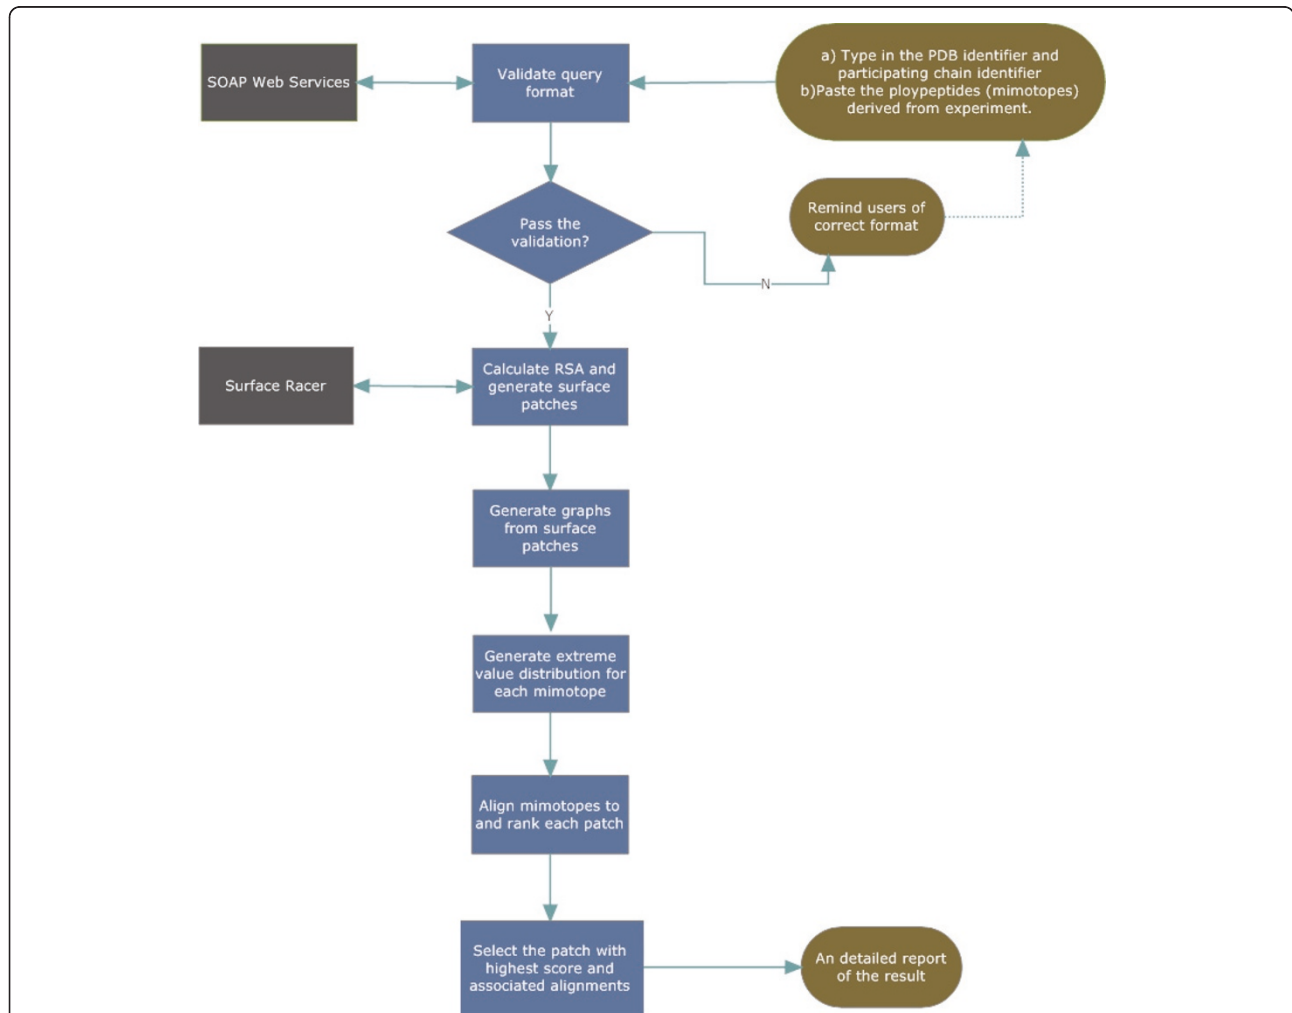 SOAP Web Services
Validate query
format
a) Type in the PDB identifier and
participating chain identifier
b)Paste the ploypeptides (mimotopes)
derived from experiment.
Pass the
validation?
Remind users of
correct format
N
Y
Surface Racer
Calculate RSA and
generate surface
patches
Generate graphs
from surface
patches
Generate extreme
value distribution for
each mimotope
Align mimotopes to
and rank each patch
Select the patch with
highest score and
associated alignments
An detailed report
of the result